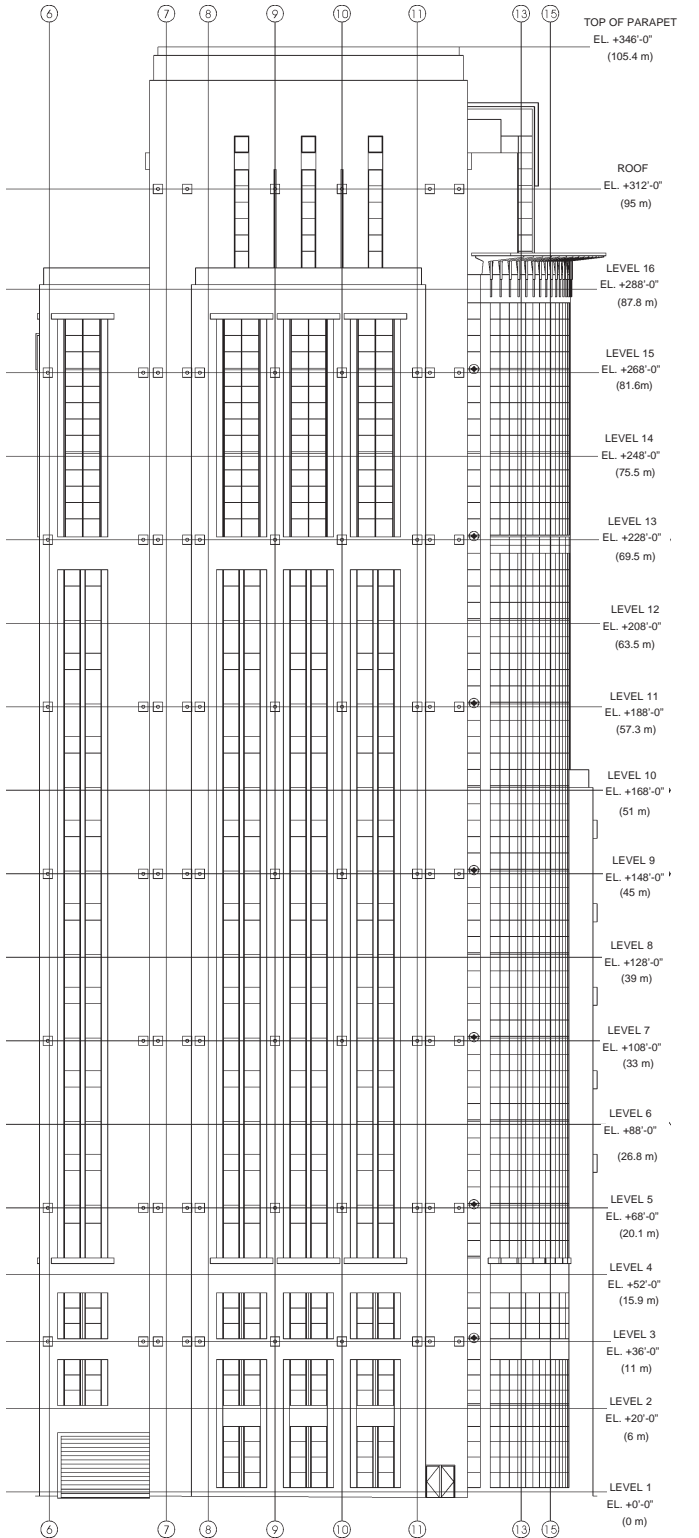 6 7 8 9 10 11 13 15
TOP OF PARAPET
EL. +346'-0"
(105.4 m)
ROOF
EL. +312'-0"
(95 m)
LEVEL 16
EL. +288'-0"
(87.8 m)
LEVEL 15
EL. +268'-0"
(81.6m)
LEVEL 14
EL. +248'-0"
(75.5 m)
LEVEL 13
EL. +228'-0"
(69.5 m)
LEVEL 12
EL. +208'-0"
(63.5 m)
LEVEL 11
EL. +188'-0"
(57.3 m)
LEVEL 10
EL. +168'-0"
(51 m)
LEVEL 9
EL. +148'-0"
(45 m)
LEVEL 8
EL. +128'-0"
(39 m)
LEVEL 7
EL. +108'-0"
(33 m)
LEVEL 6
EL. +88'-0"
(26.8 m)
LEVEL 5
EL. +68'-0"
(20.1 m)
LEVEL 4
EL. +52'-0"
(15.9 m)
LEVEL 3
EL. +36'-0"
(11 m)
LEVEL 2
EL. +20'-0"
(6 m)
LEVEL 1
EL. +0'-0"
(0 m)
6 7 8 9 10 11 13 15